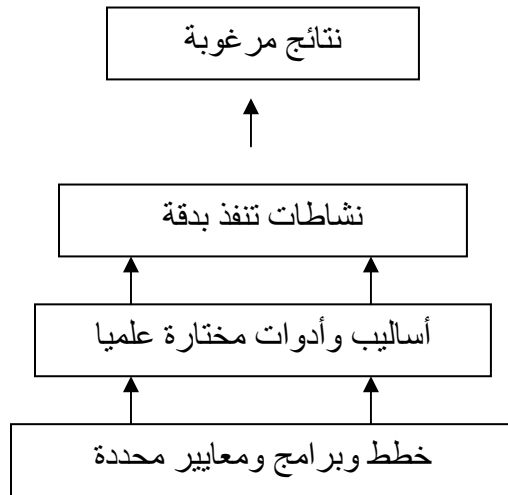 نتائج مرغوبة
نشاطات تنفذ بدقة
أساليب وأدوات مختارة علميا
خطط وبرامج ومعايير محددة